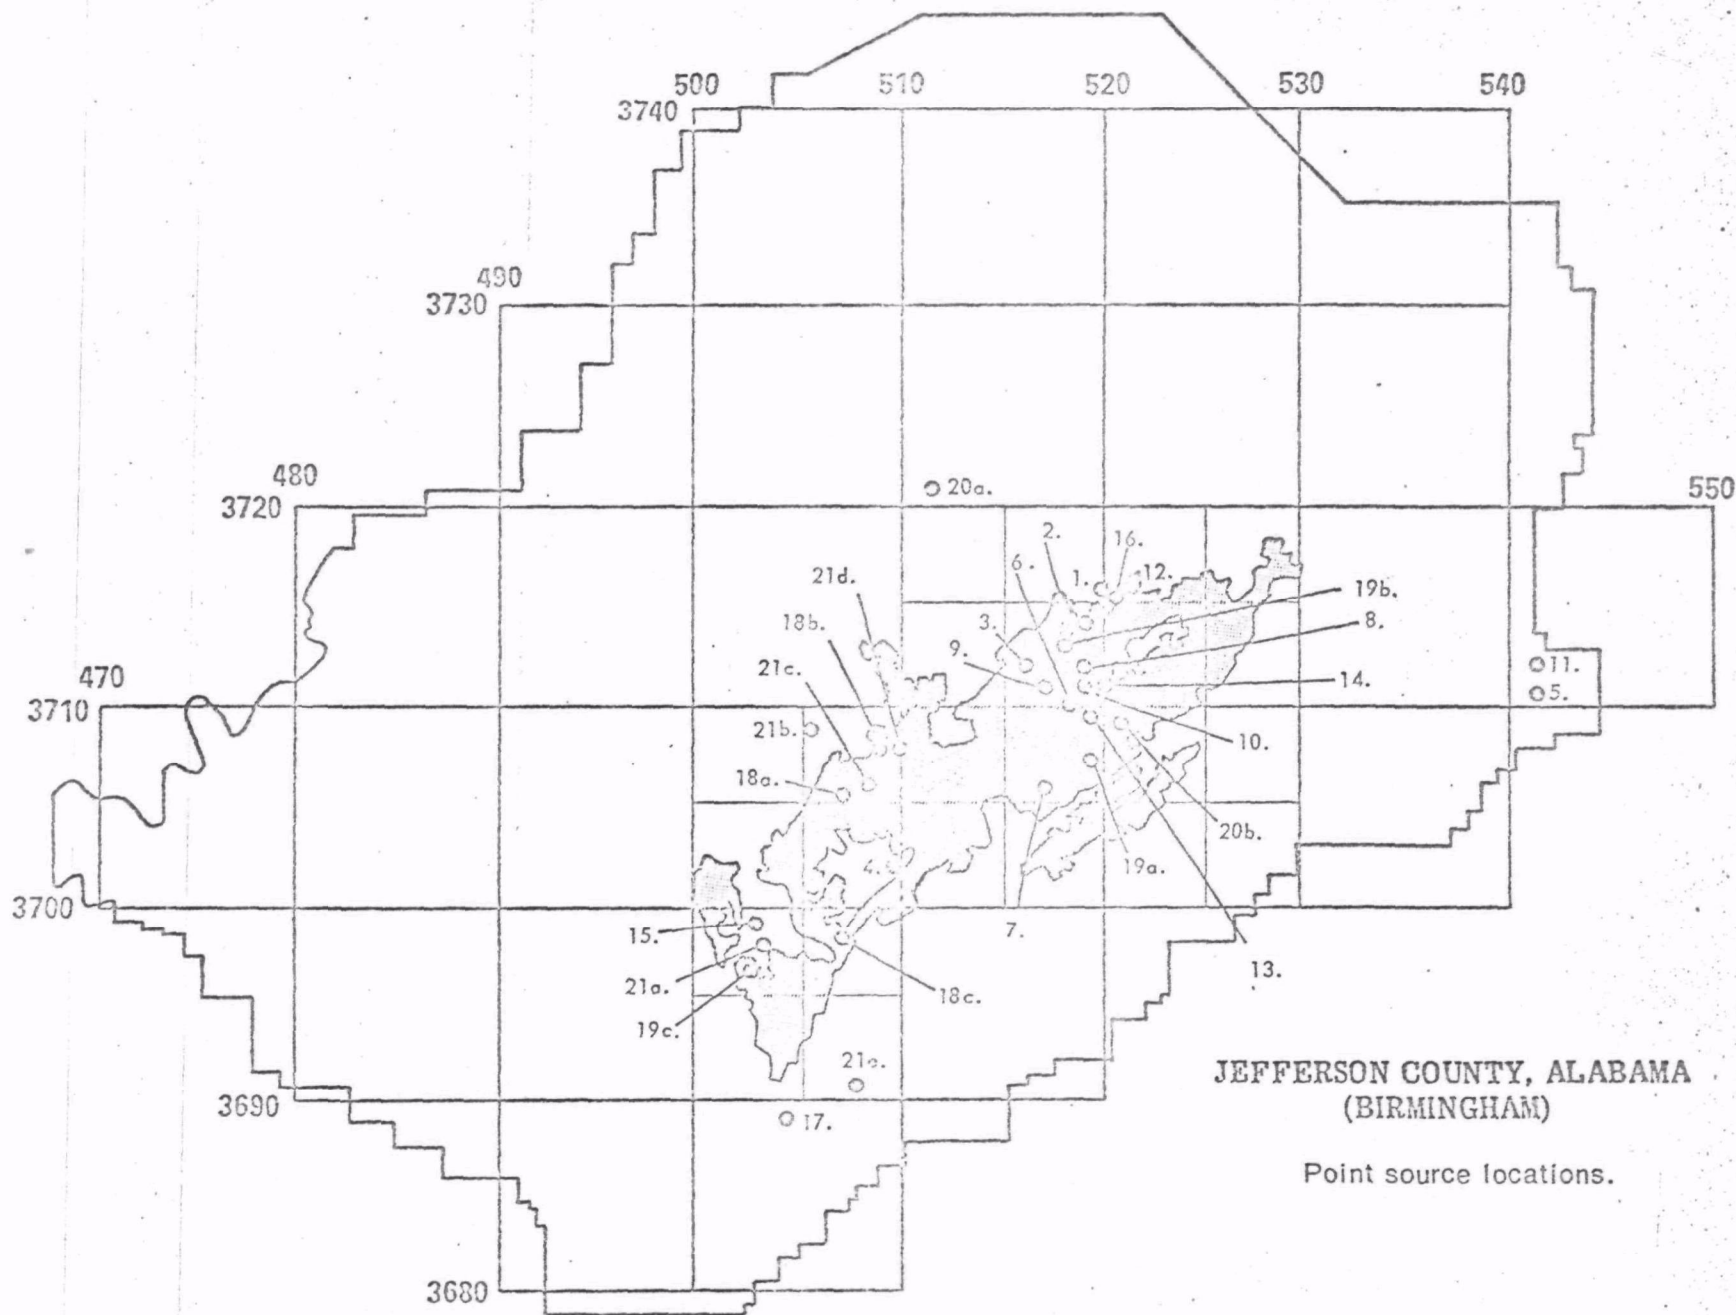 500 510 520 530 540
3740
490
3730
480
3720
20a.
550
2. 16.
6. 1. 12.
21d.
19b.
18b. 3. 8.
21c. 9.
11.
470
14.
5.
3710
21b.
10.
18a.
20b.
4. 19a.
3700
15. 7.
13.
21a. 18c.
19c.
21e.
JEFFERSON COUNTY, ALABAMA
3690
(BIRMINGHAM)
17.
Point source locations.
3680